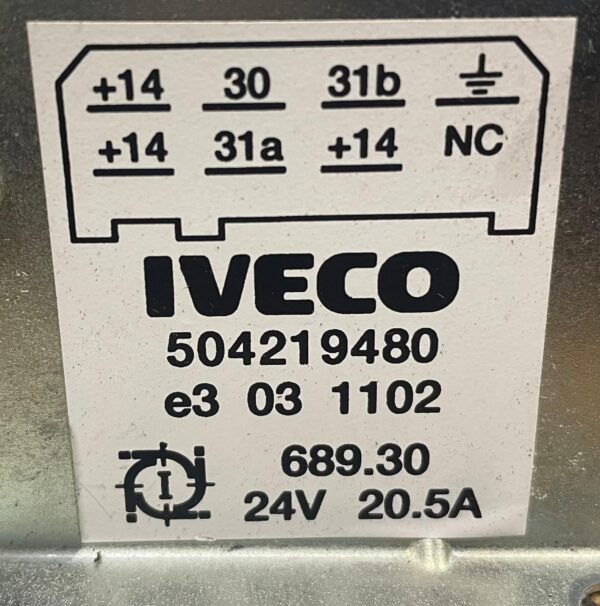 +14 30 31b
+14 31a +14 NC
IVECO
504219480
e3 03 1102
689.30
I
24V 20.5A